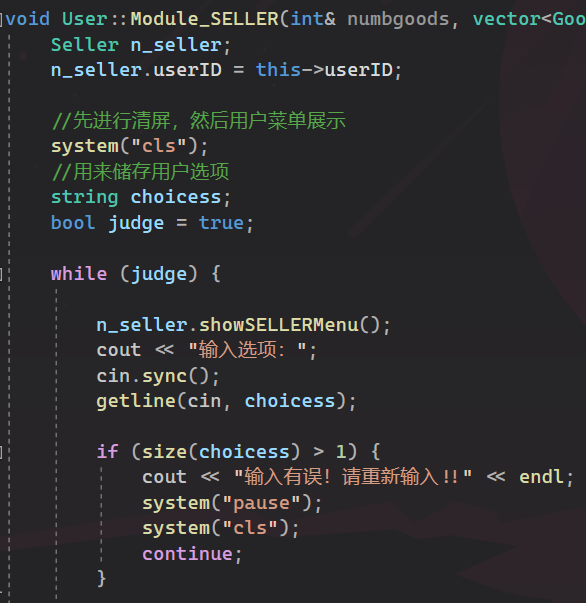 void User::Module_SELLER(int& numbgoods, vector<Goo
Seller n_seller;
n_seller.userID = this->userID;
//先进行清屏，然后用户菜单展示
system("cls");
//用来储存用户选项
string choicess;
bool judge = true;
while (judge) {
n_seller.showSELLERMenu();
cout << "输入选项：";
cin.sync();
getline(cin, choicess);
if (size(choicess) > 1) {
cout << "输入有误！请重新输入!!" << endl;
system("pause");
system("cls");
continue;
}